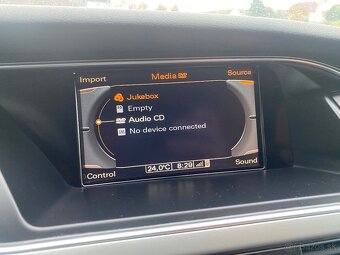 Import
Media
Source
Jukebox
Empty
Audio CD
No device connected
Control
24.0°C
8:29
Sound